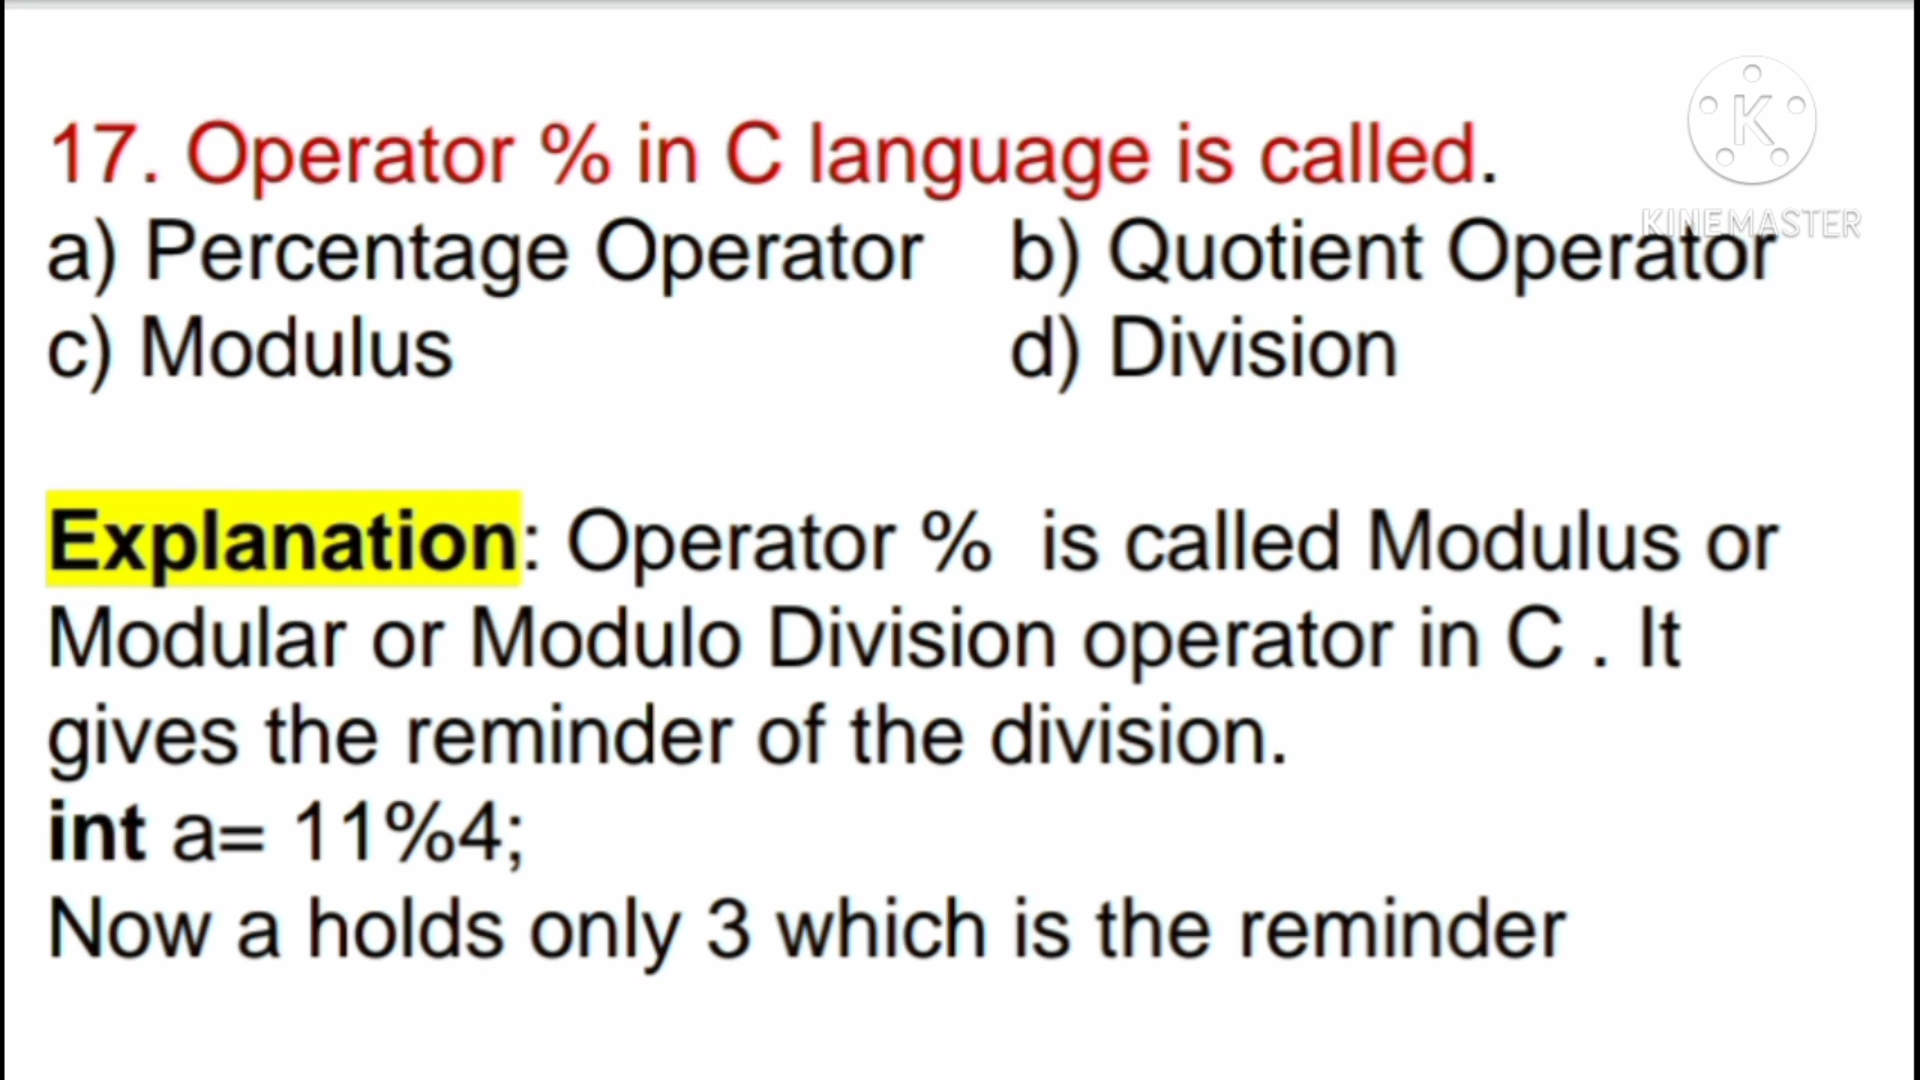 17. Operator % in C language is called.
a) Percentage Operator b) Quotient Operator
c) Modulus d) Division
Explanation: Operator % is called Modulus or
Modular or Modulo Division operator in C . It
gives the reminder of the division.
int a= 11%4;
Now a holds only 3 which is the reminder
K
KINEMASTER